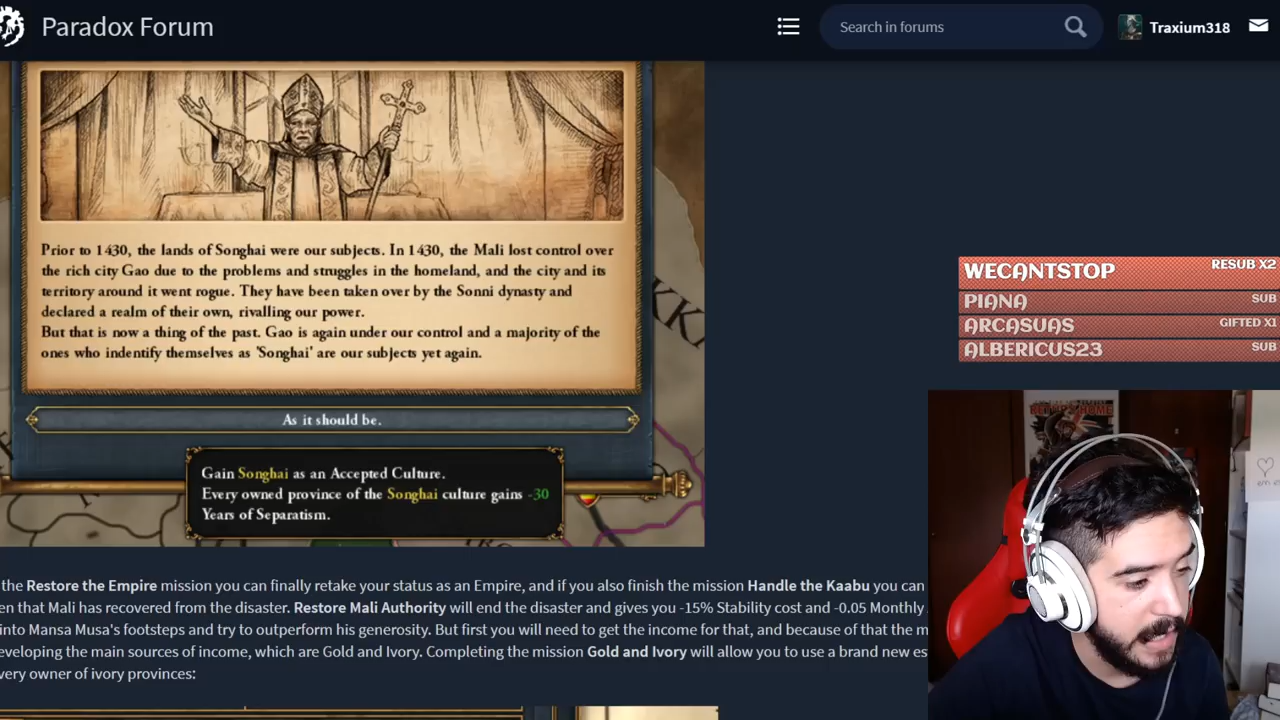 Paradox Forum
Search in forums
Traxium318
Prior to 1430, the lands of Songhai were our subjects. In 1430, the Mali lost control over
the rich city Gao due to the problems and struggles in the homeland, and the city and its
territory around it went rogue. They have been taken over by the Sonni dynasty and
declared a realm of their own, rivalling our power.
But that is now a thing of the past. Gao is again under our control and a majority of the
ones who indentify themselves as 'Songhai' are our subjects yet again.
As it should be.
Gain Songhai as an Accepted Culture.
Every owned province of the Songhai culture gains -30
Years of Separatism.
WECANTSTOP RESUB X2
PIANA SUB
ARCASUAS GIFTED X1
ALBERICUS23 SUB
the Restore the Empire mission you can finally retake your status as an Empire, and if you also finish the mission Handle the Kaabu you can
en that Mali has recovered from the disaster. Restore Mali Authority will end the disaster and gives you -15% Stability cost and -0.05 Monthly
into Mansa Musa's footsteps and try to outperform his generosity. But first you will need to get the income for that, and because of that the m
eveloping the main sources of income, which are Gold and Ivory. Completing the mission Gold and Ivory will allow you to use a brand new es
very owner of ivory provinces: